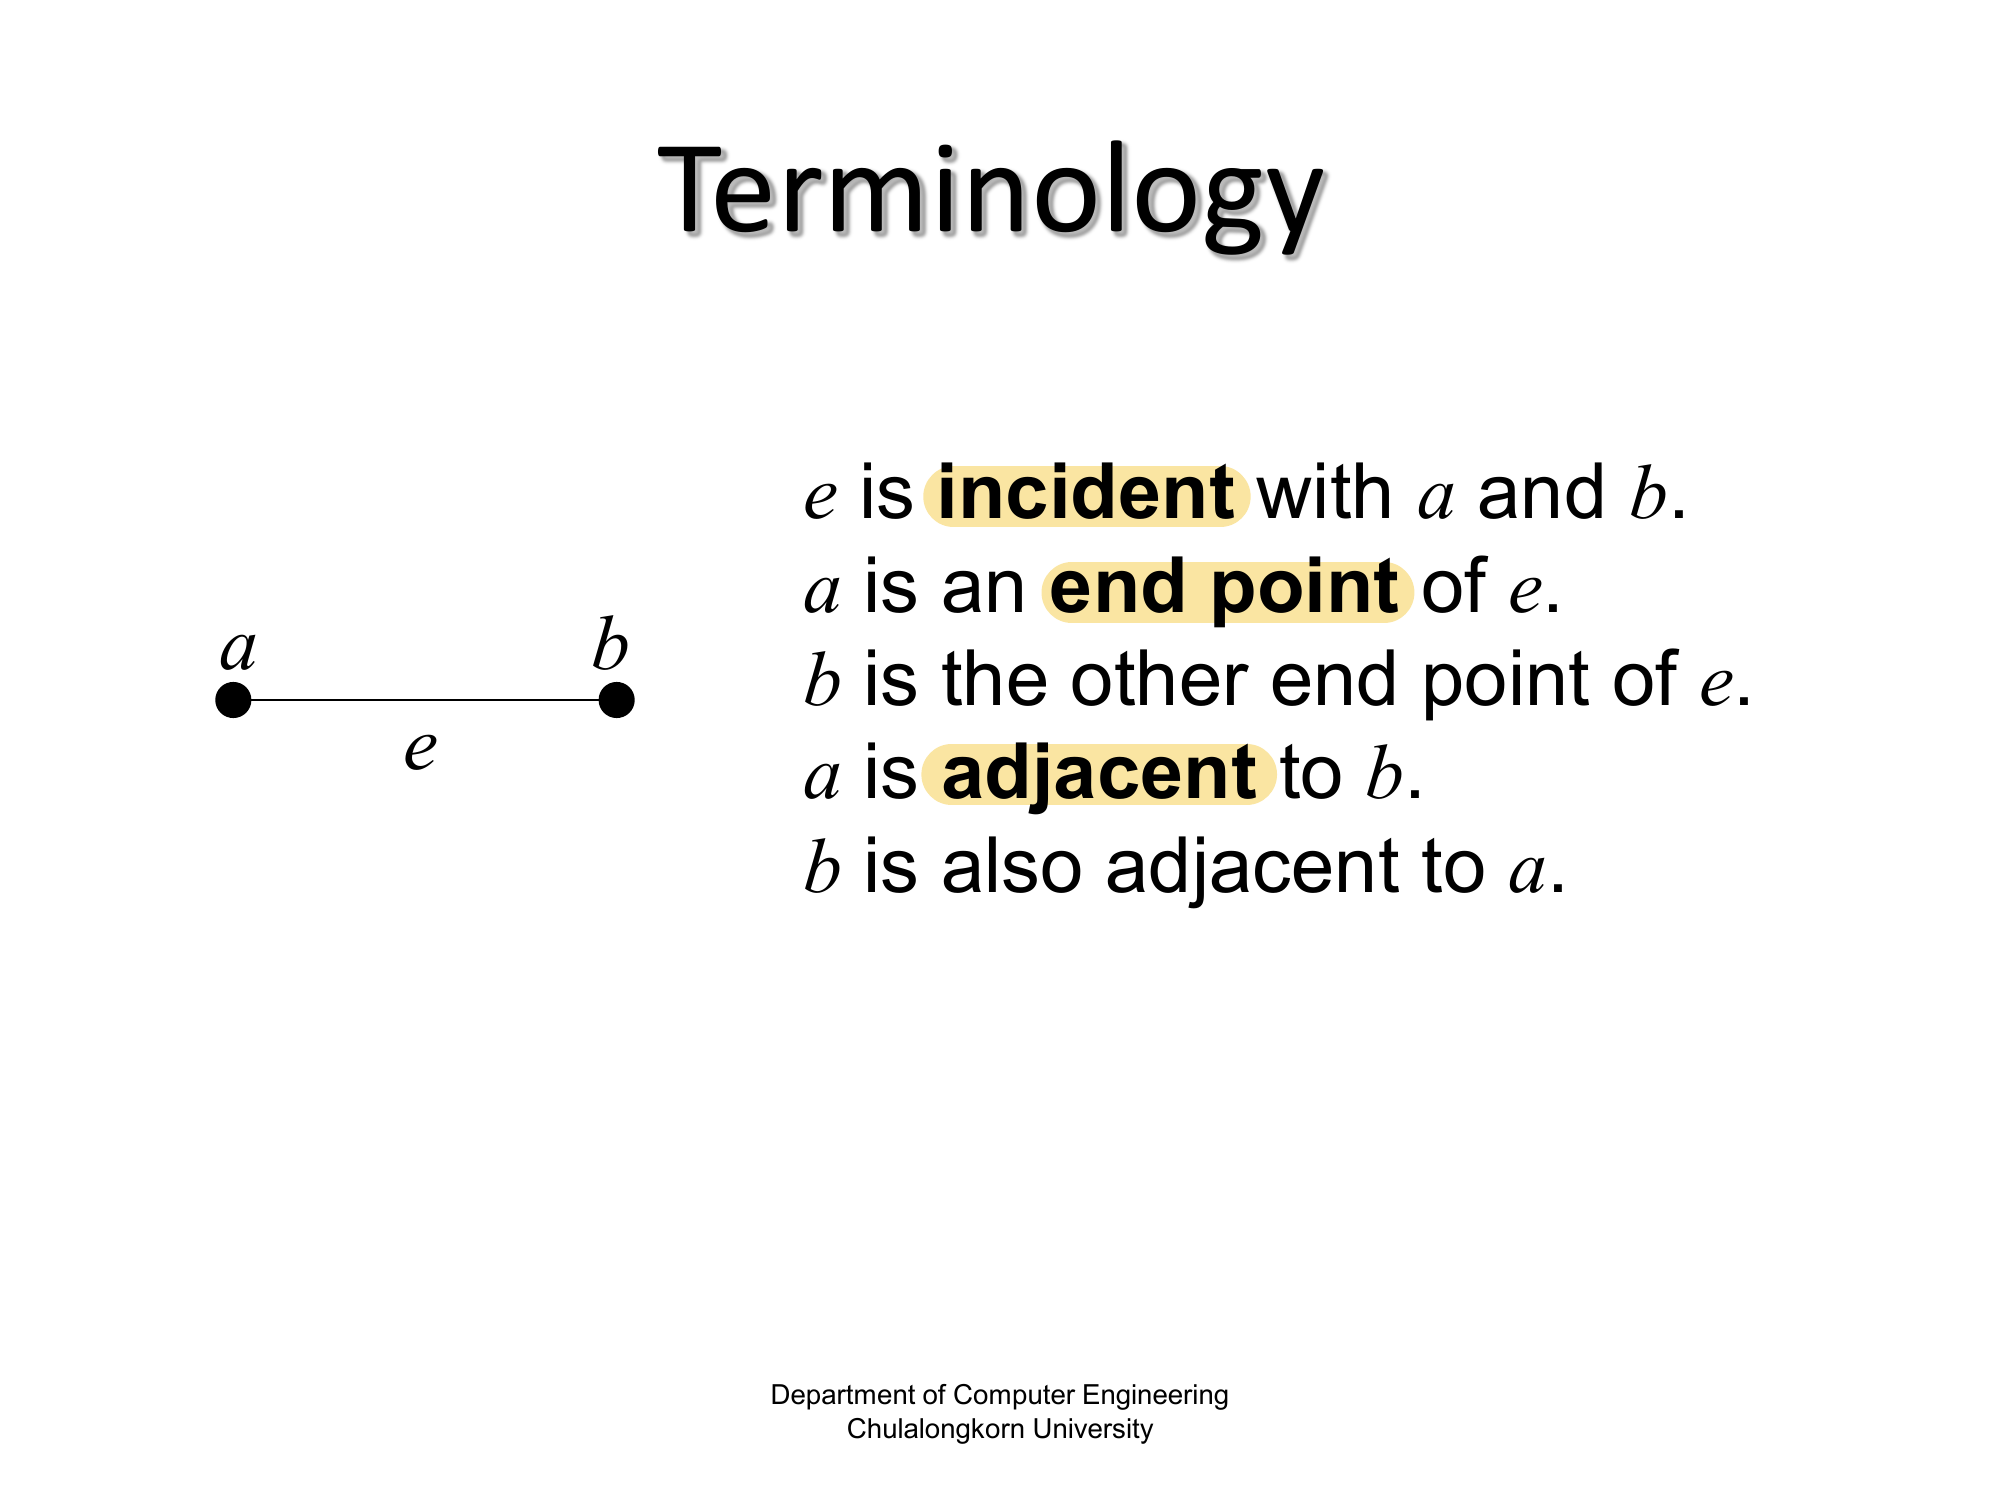 Terminology
a b
e
e is incident with a and b.
a is an end point of e.
b is the other end point of e.
a is adjacent to b.
b is also adjacent to a.
Department of Computer Engineering
Chulalongkorn University